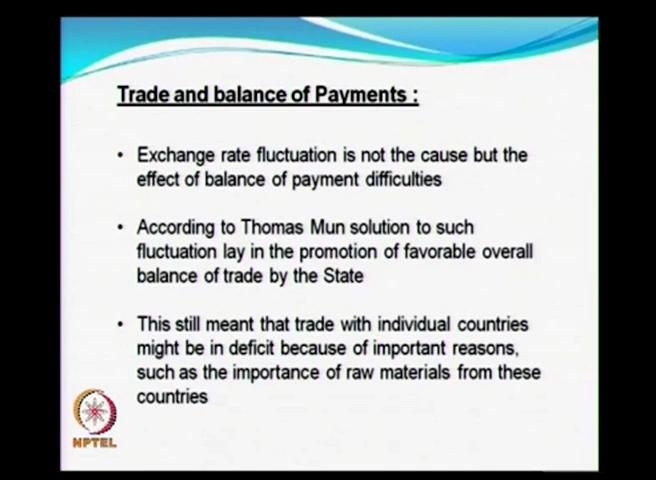 Trade and balance of Payments :
• Exchange rate fluctuation is not the cause but the
effect of balance of payment difficulties
• According to Thomas Mun solution to such
fluctuation lay in the promotion of favorable overall
balance of trade by the State
• This still meant that trade with individual countries
might be in deficit because of important reasons,
such as the importance of raw materials from these
countries
NPTEL